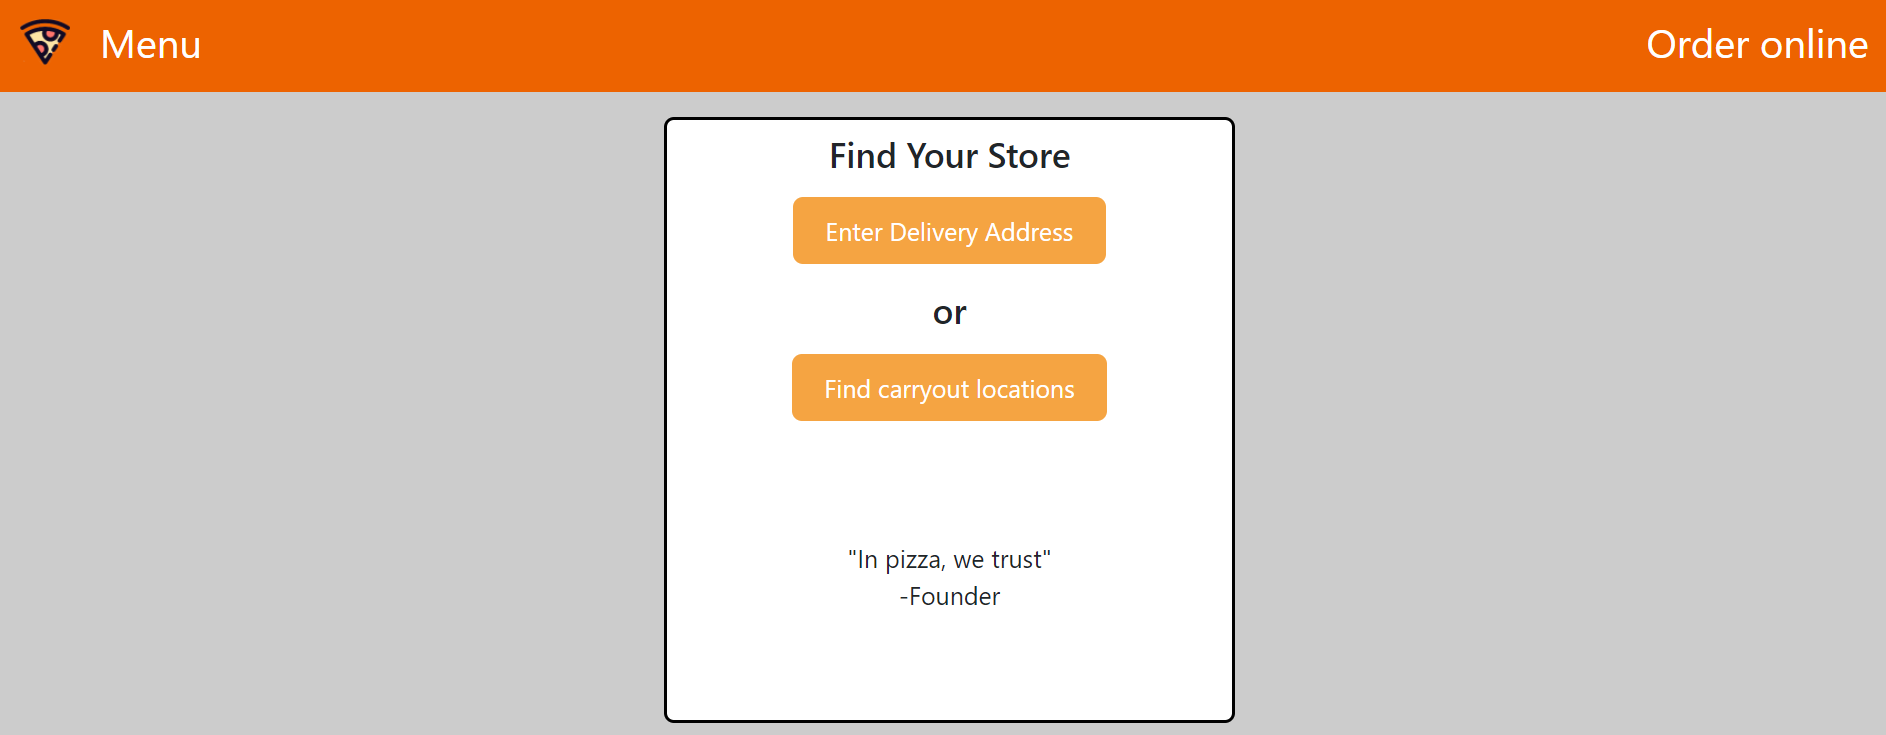 Menu
Order online
Find Your Store
Enter Delivery Address
or
Find carryout locations
"In pizza, we trust"
-Founder